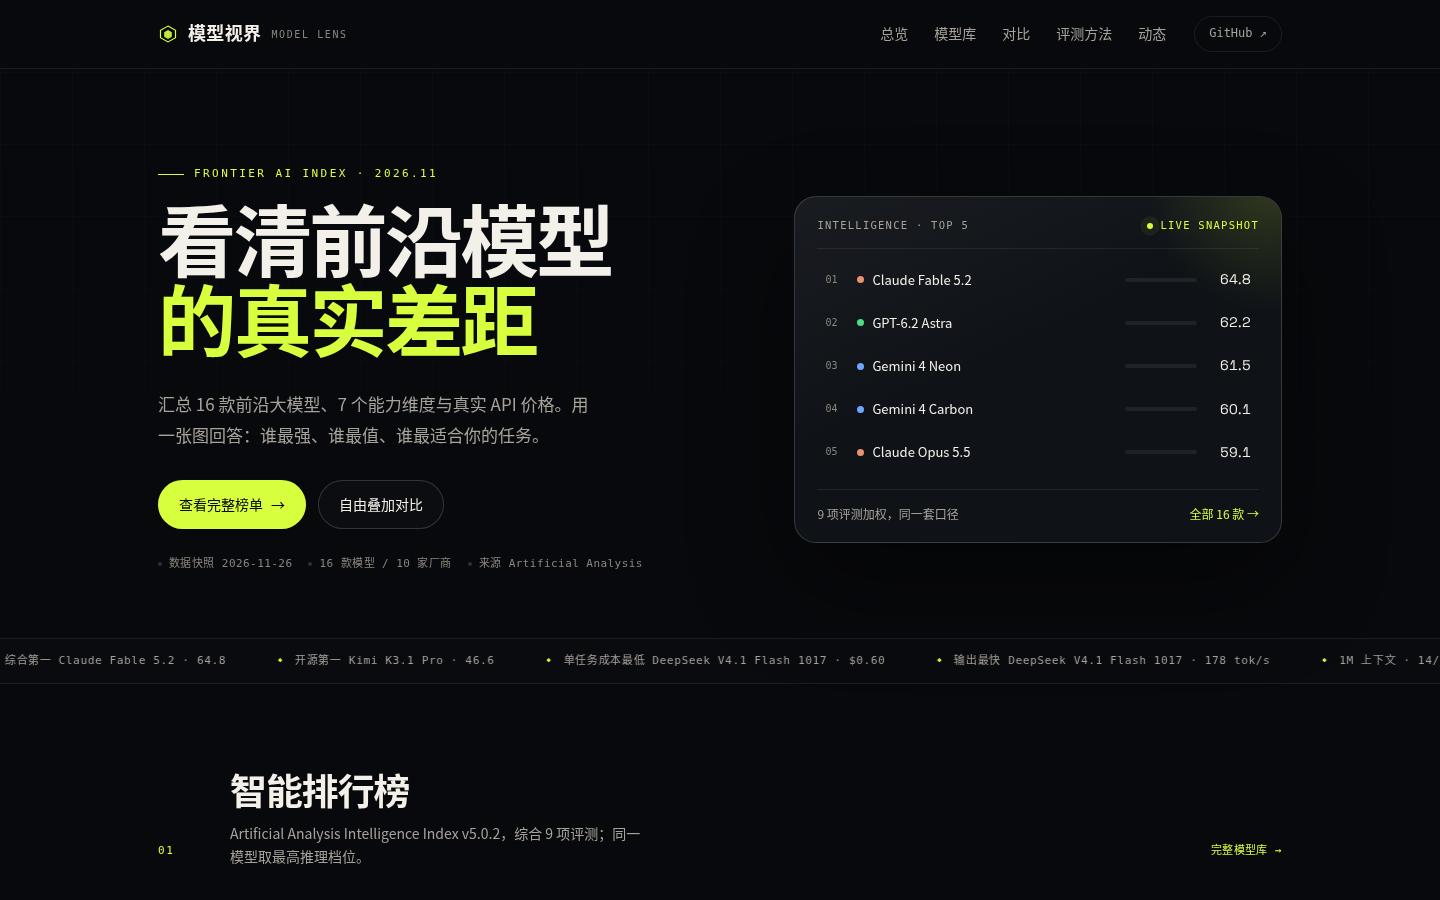 模型视界 MODEL LENS
总览 模型库 对比 评测方法 动态 GitHub ↗
FRONTIER AI INDEX · 2026.11
看清前沿模型
的真实差距
汇总 16 款前沿大模型、7 个能力维度与真实 API 价格。用
一张图回答：谁最强、谁最值、谁最适合你的任务。
查看完整榜单 → 自由叠加对比
数据快照 2026-11-26 16 款模型 / 10 家厂商 来源 Artificial Analysis
INTELLIGENCE · TOP 5 LIVE SNAPSHOT
01 Claude Fable 5.2 64.8
02 GPT-6.2 Astra 62.2
03 Gemini 4 Neon 61.5
04 Gemini 4 Carbon 60.1
05 Claude Opus 5.5 59.1
9 项评测加权，同一套口径 全部 16 款 →
综合第一 Claude Fable 5.2 · 64.8 ◆ 开源第一 Kimi K3.1 Pro · 46.6 ◆ 单任务成本最低 DeepSeek V4.1 Flash 1017 · $0.60 ◆ 输出最快 DeepSeek V4.1 Flash 1017 · 178 tok/s ◆ 1M 上下文 · 14/
智能排行榜
Artificial Analysis Intelligence Index v5.0.2，综合 9 项评测；同一
模型取最高推理档位。
01
完整模型库 →